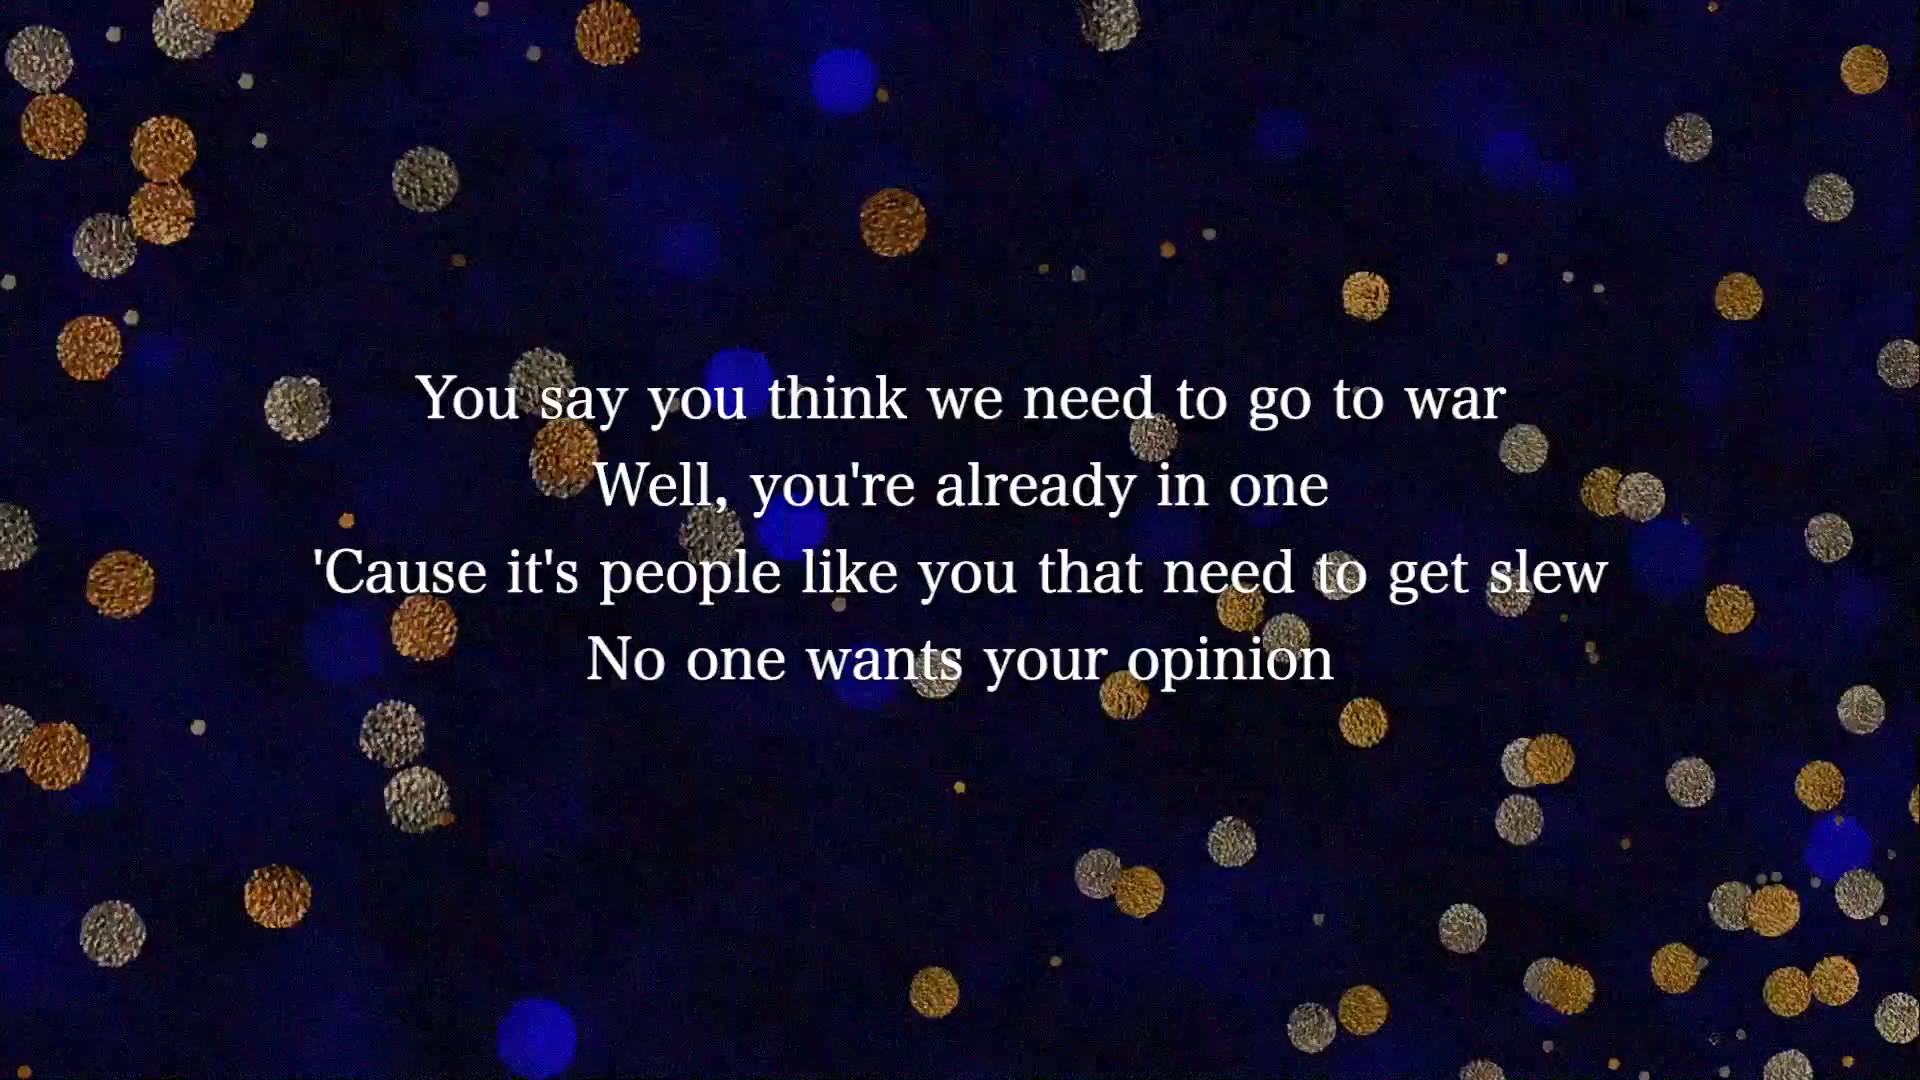 You say you think we need to go to war
Well, you're already in one
'Cause it's people like you that need to get slew
No one wants your opinion